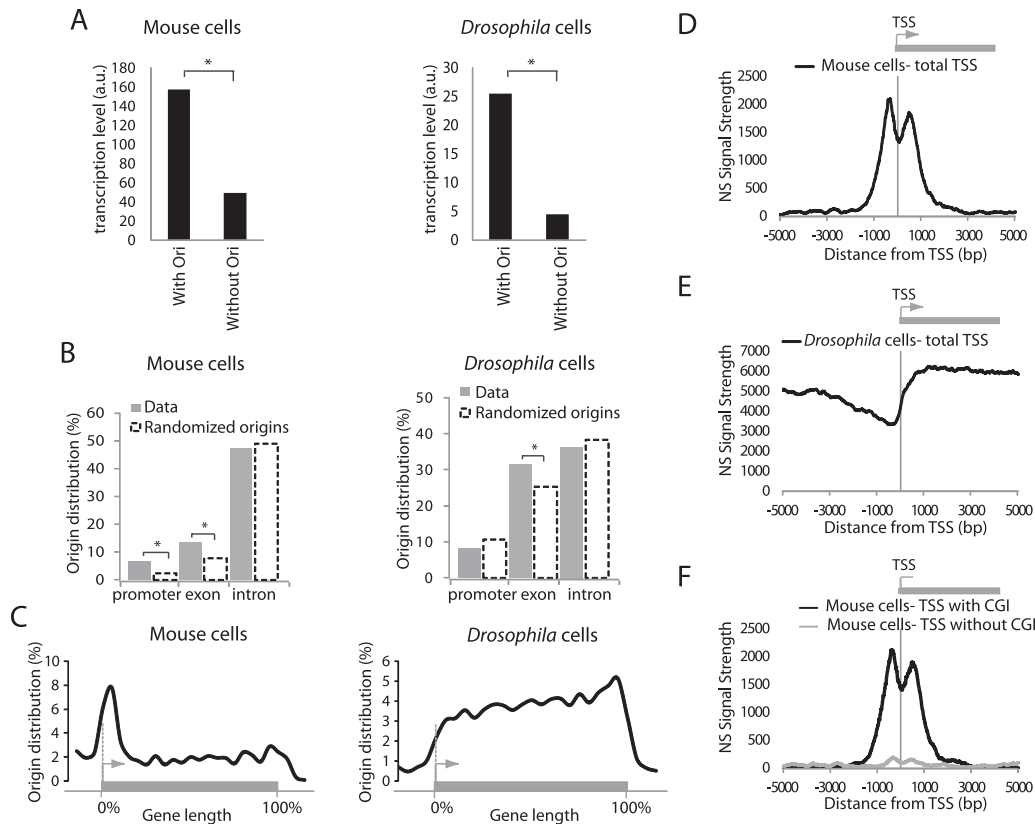 A
Mouse cells
transcription level (a.u.)
180
160
140
120
100
80
60
40
20
0
*
With Ori
Without Ori
Drosophila cells
transcription level (a.u.)
30
25
20
15
10
5
0
*
With Ori
Without Ori
B
Mouse cells
Data
Randomized origins
Origin distribution (%)
60
50
40
30
20
10
0
*
*
promoter exon intron
Drosophila cells
Data
Randomized origins
Origin distribution (%)
40
30
20
10
0
*
promoter exon intron
C
Mouse cells
Origin distribution (%)
10
8
6
4
2
0
0% 100%
Gene length
Drosophila cells
Origin distribution (%)
6
5
4
3
2
1
0
0% 100%
Gene length
D
TSS
Mouse cells- total TSS
NS Signal Strength
2500
2000
1500
1000
500
0
-5000 -3000 -1000 1000 3000 5000
Distance from TSS (bp)
E
TSS
Drosophila cells- total TSS
NS Signal Strength
7000
6000
5000
4000
3000
2000
1000
0
-5000 -3000 -1000 1000 3000 5000
Distance from TSS (bp)
F
TSS
Mouse cells- TSS with CGI
Mouse cells- TSS without CGI
NS Signal Strength
2500
2000
1500
1000
500
0
-5000 -3000 -1000 1000 3000 5000
Distance from TSS (bp)